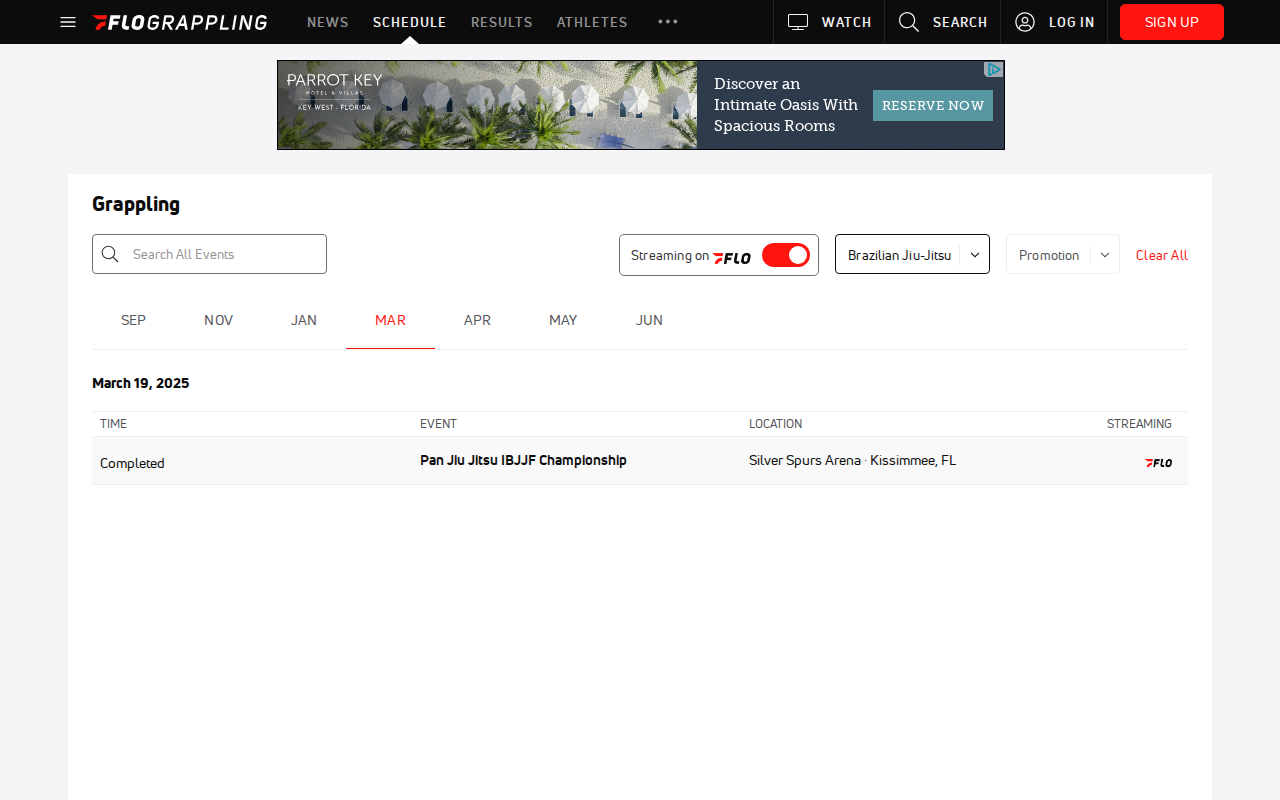 FLOGRAPPLING NEWS SCHEDULE RESULTS ATHLETES WATCH SEARCH LOG IN SIGN UP
PARROT KEY
HOTEL & VILLAS
KEY WEST · FLORIDA
Discover an
Intimate Oasis With
Spacious Rooms
RESERVE NOW
Grappling
Search All Events
Streaming on FLO
Brazilian Jiu-Jitsu
Promotion
Clear All
SEP NOV JAN MAR APR MAY JUN
March 19, 2025
TIME EVENT LOCATION STREAMING
Completed Pan Jiu Jitsu IBJJF Championship Silver Spurs Arena · Kissimmee, FL FLO